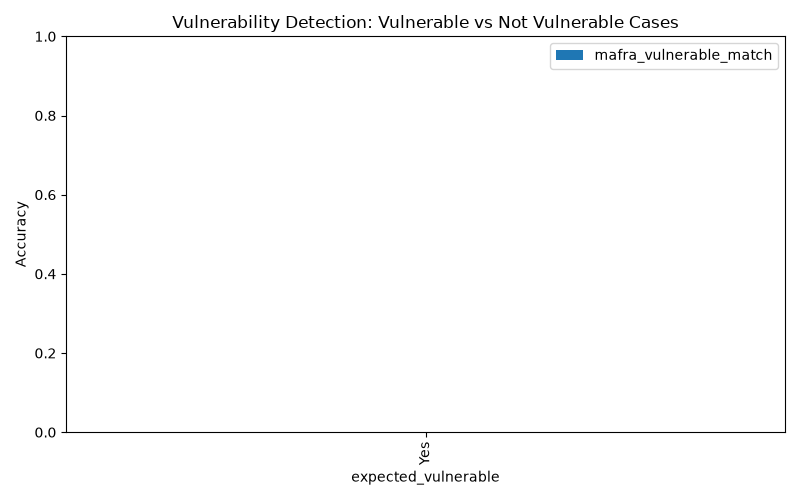 Vulnerability Detection: Vulnerable vs Not Vulnerable Cases
1.0
mafra_vulnerable_match
0.8
0.6
Accuracy
0.4
0.2
0.0
Yes
expected_vulnerable